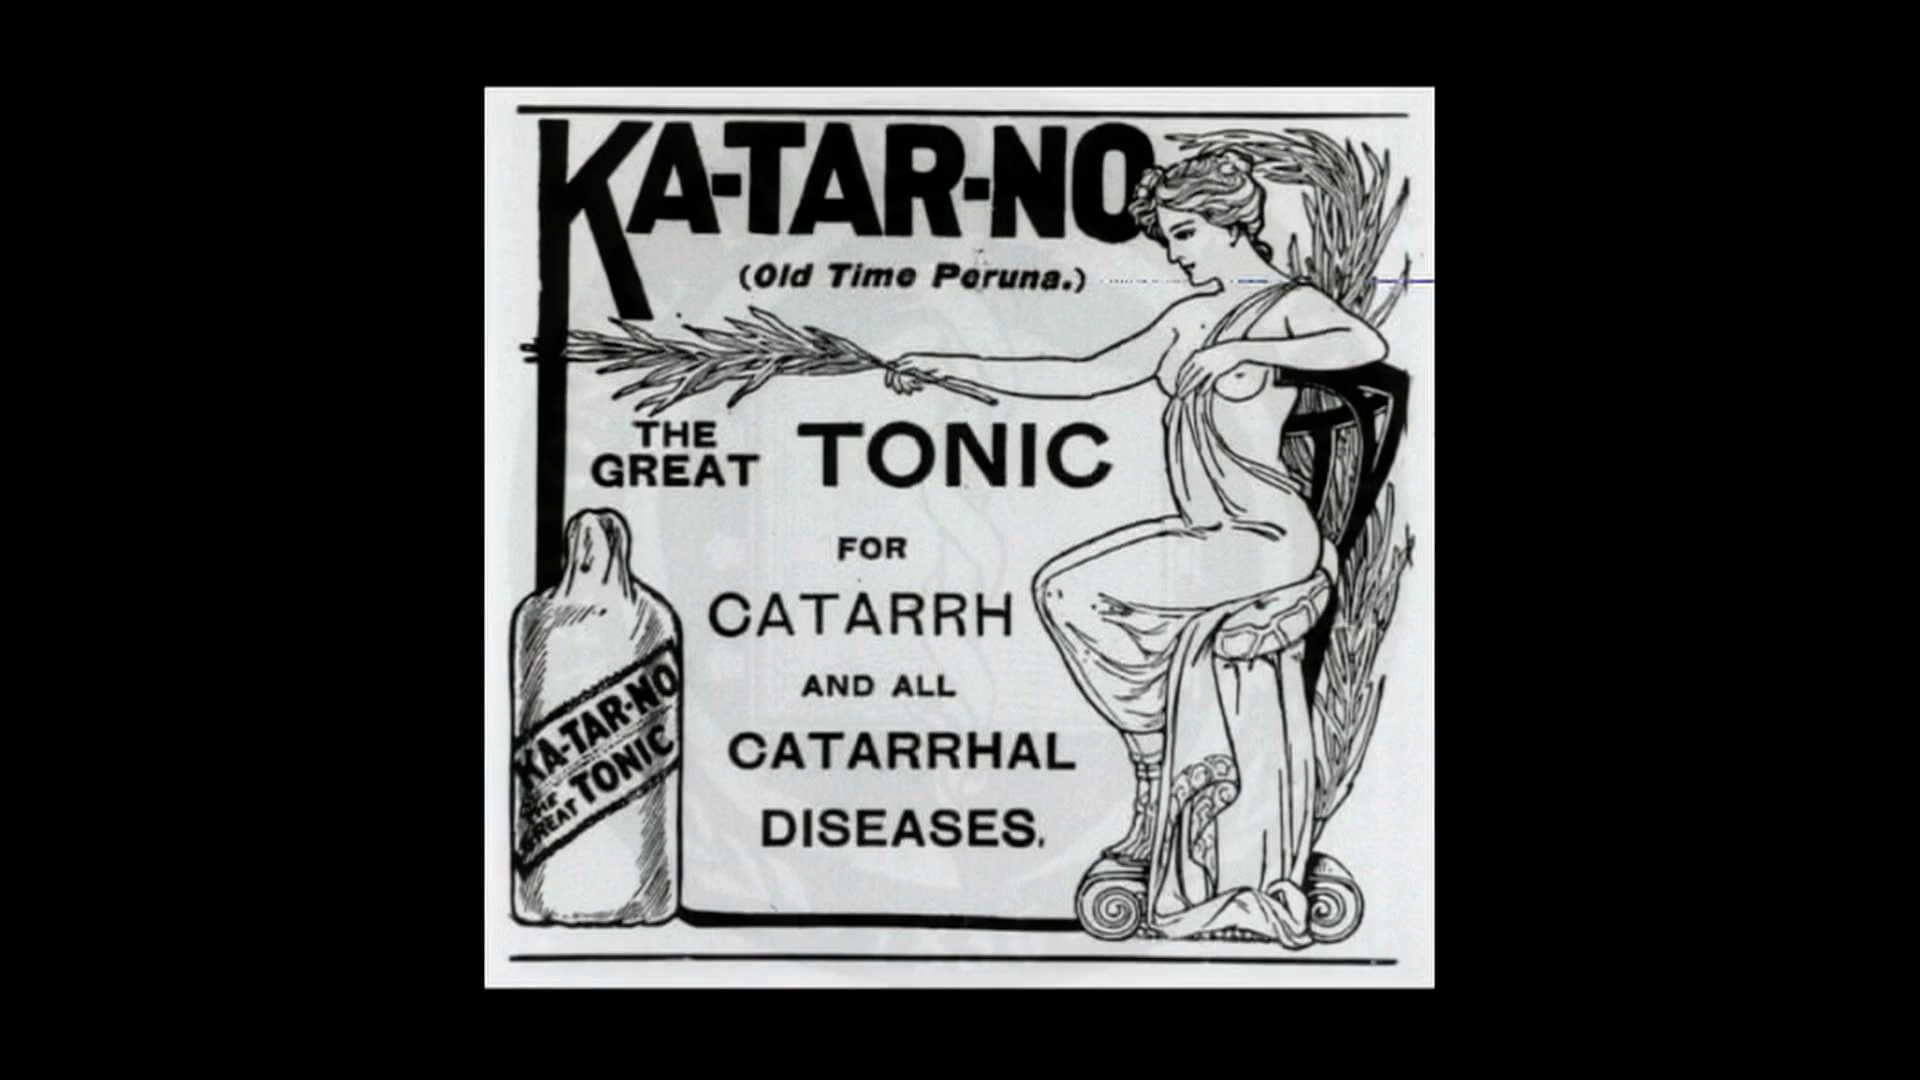 KA-TAR-NO
(Old Time Peruna.)
THE GREAT TONIC
FOR
CATARRH
AND ALL
CATARRHAL
DISEASES.
KA-TAR-NO
THE GREAT TONIC